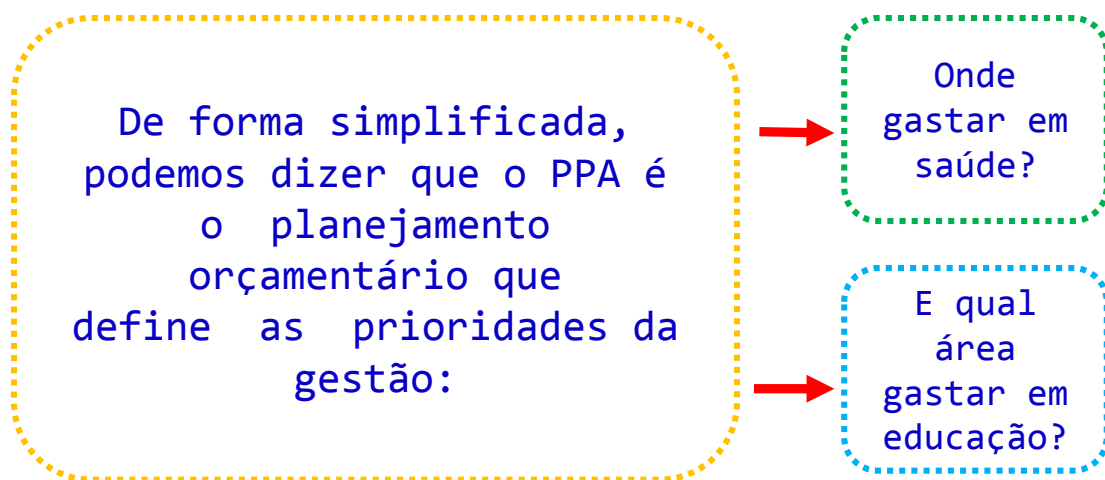 De forma simplificada,
podemos dizer que o PPA é
o planejamento
orçamentário que
define as prioridades da
gestão:
Onde
gastar em
saúde?
E qual
área
gastar em
educação?